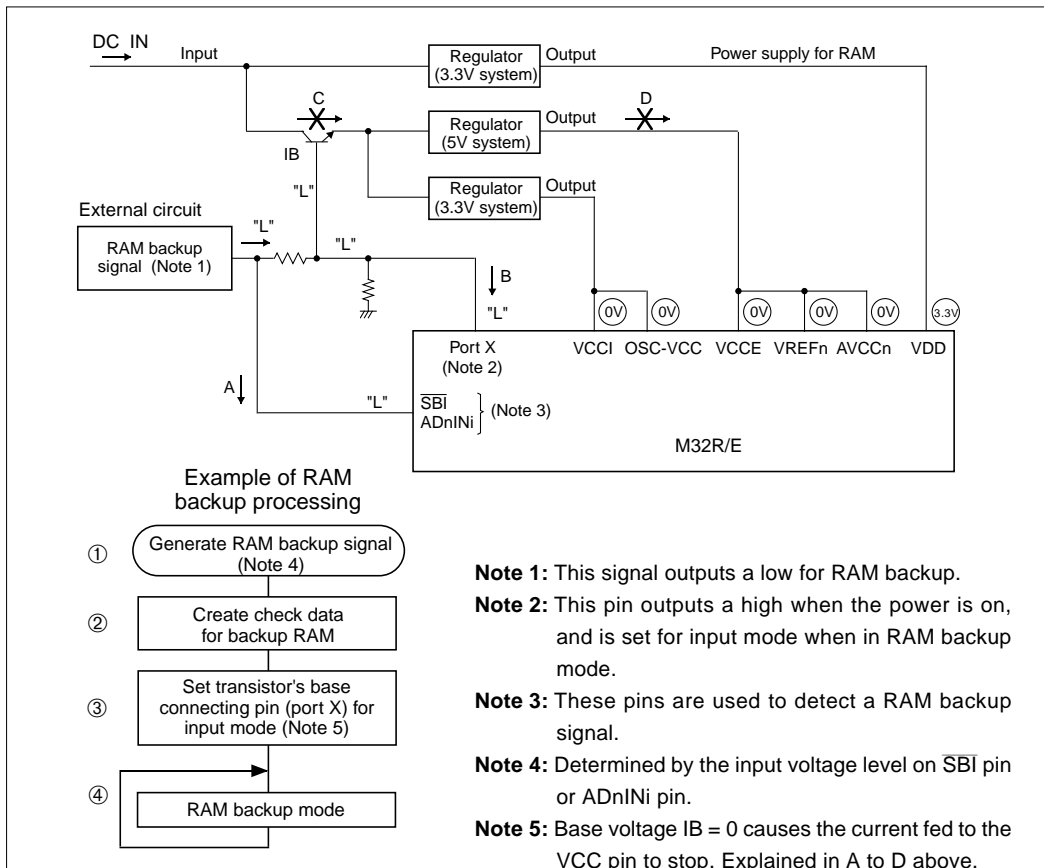 DC IN
Input
Regulator
(3.3V system)
Output
Power supply for RAM
C
D
Regulator
(5V system)
Output
IB
"L"
Regulator
(3.3V system)
Output
External circuit
RAM backup
signal (Note 1)
"L"
"L"
B
"L"
0V
0V
0V
0V
0V
3.3V
Port X
(Note 2)
VCCI
OSC-VCC
VCCE
VREFn
AVCCn
VDD
A
"L"
SBI
ADnINi
(Note 3)
M32R/E
Example of RAM
backup processing
①
Generate RAM backup signal
(Note 4)
②
Create check data
for backup RAM
③
Set transistor's base
connecting pin (port X) for
input mode (Note 5)
④
RAM backup mode
Note 1: This signal outputs a low for RAM backup.
Note 2: This pin outputs a high when the power is on,
and is set for input mode when in RAM backup
mode.
Note 3: These pins are used to detect a RAM backup
signal.
Note 4: Determined by the input voltage level on SBI pin
or ADnINi pin.
Note 5: Base voltage IB = 0 causes the current fed to the
VCC pin to stop. Explained in A to D above.